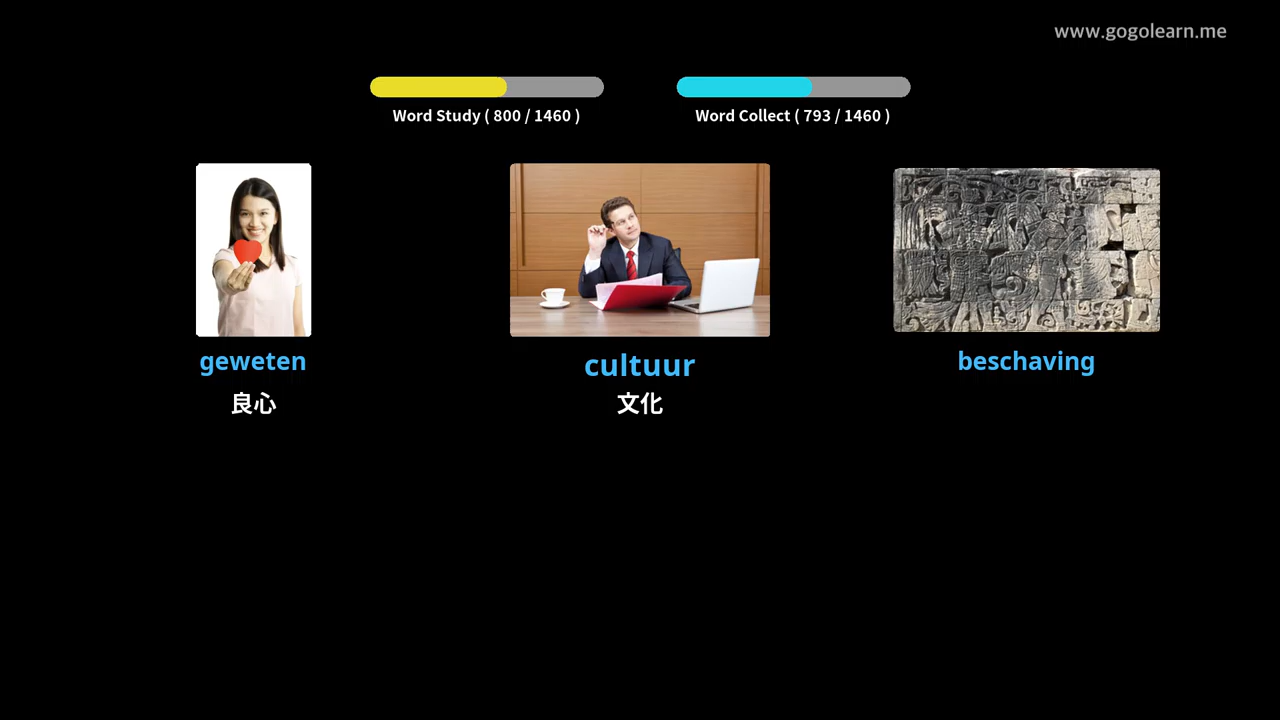 www.gogolearn.me
Word Study ( 800 / 1460 )
Word Collect ( 793 / 1460 )
geweten
良心
cultuur
文化
beschaving